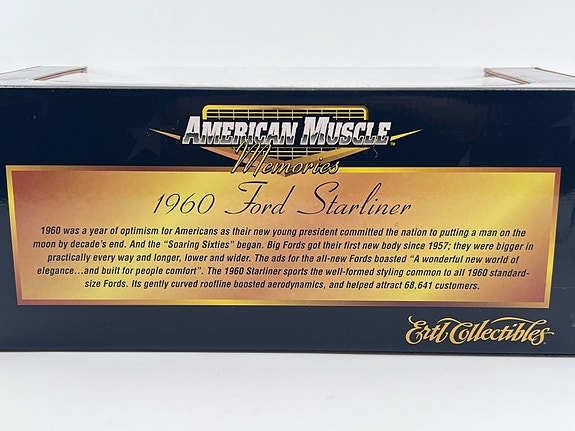 AMERICAN MUSCLE™
Memories
1960 Ford Starliner
1960 was a year of optimism for Americans as their new young president committed the nation to putting a man on the
moon by decade's end. And the "Soaring Sixties" began. Big Fords got their first new body since 1957; they were bigger in
practically every way and longer, lower and wider. The ads for the all-new Fords boasted "A wonderful new world of
elegance...and built for people comfort". The 1960 Starliner sports the well-formed styling common to all 1960 standard-
size Fords. Its gently curved roofline boosted aerodynamics, and helped attract 68,641 customers.
Ertl Collectibles